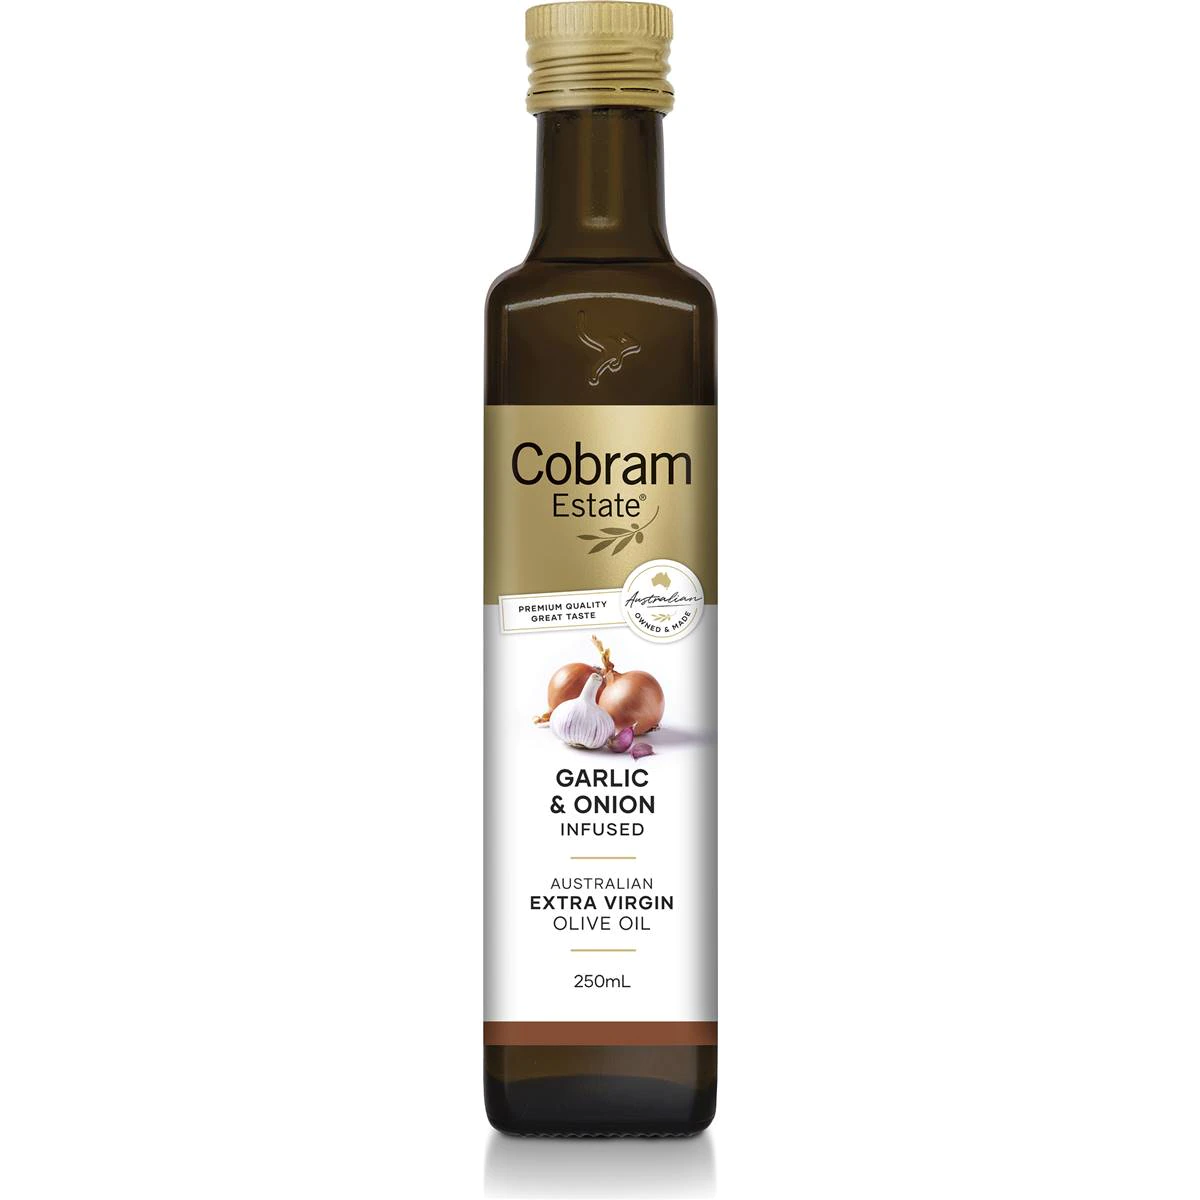 Cobram
Estate®
PREMIUM QUALITY
GREAT TASTE
Australian
OWNED & MADE
GARLIC
& ONION
INFUSED
AUSTRALIAN
EXTRA VIRGIN
OLIVE OIL
250mL